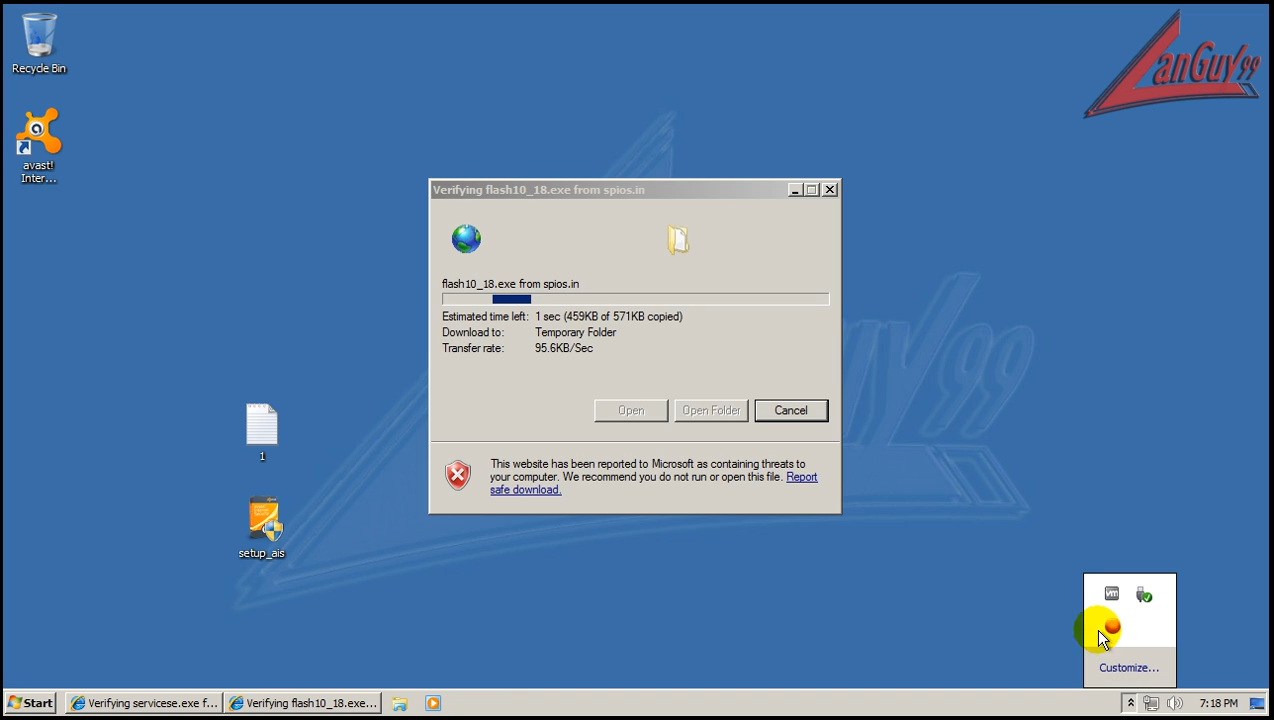 Recycle Bin
avast!
Inter...
LanGuy99
Verifying flash10_18.exe from spios.in
flash10_18.exe from spios.in
Estimated time left: 1 sec (459KB of 571KB copied)
Download to: Temporary Folder
Transfer rate: 95.6KB/Sec
Open
Open Folder
Cancel
This website has been reported to Microsoft as containing threats to
your computer. We recommend you do not run or open this file. Report
safe download.
1
setup_ais
vm
Customize...
Start
Verifying servicese.exe f...
Verifying flash10_18.exe...
7:18 PM